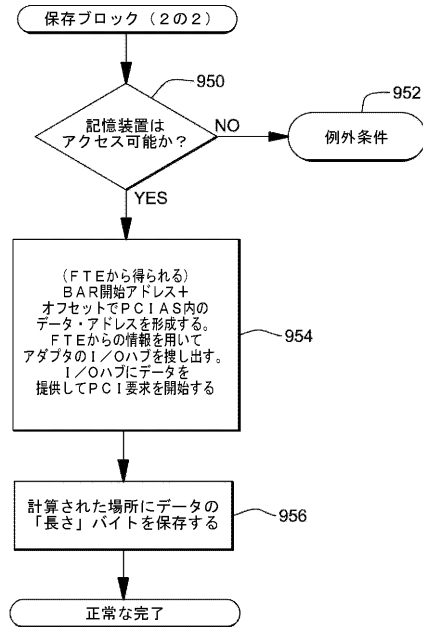 保存ブロック(2の2)
950
記憶装置は
アクセス可能か?
NO
952
例外条件
YES
(FTEから得られる)
BAR開始アドレス+
オフセットでPCIAS内の
データ・アドレスを形成する。
FTEからの情報を用いて
アダプタのI/Oハブを捜し出す。
I/Oハブにデータを
提供してPCI要求を開始する
954
計算された場所にデータの
「長さ」バイトを保存する
956
正常な完了